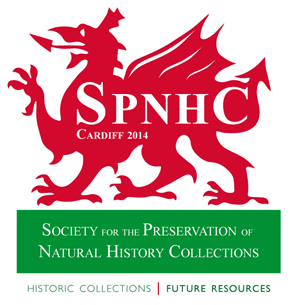 SPNHC
CARDIFF 2014
SOCIETY FOR THE PRESERVATION OF
NATURAL HISTORY COLLECTIONS
HISTORIC COLLECTIONS | FUTURE RESOURCES